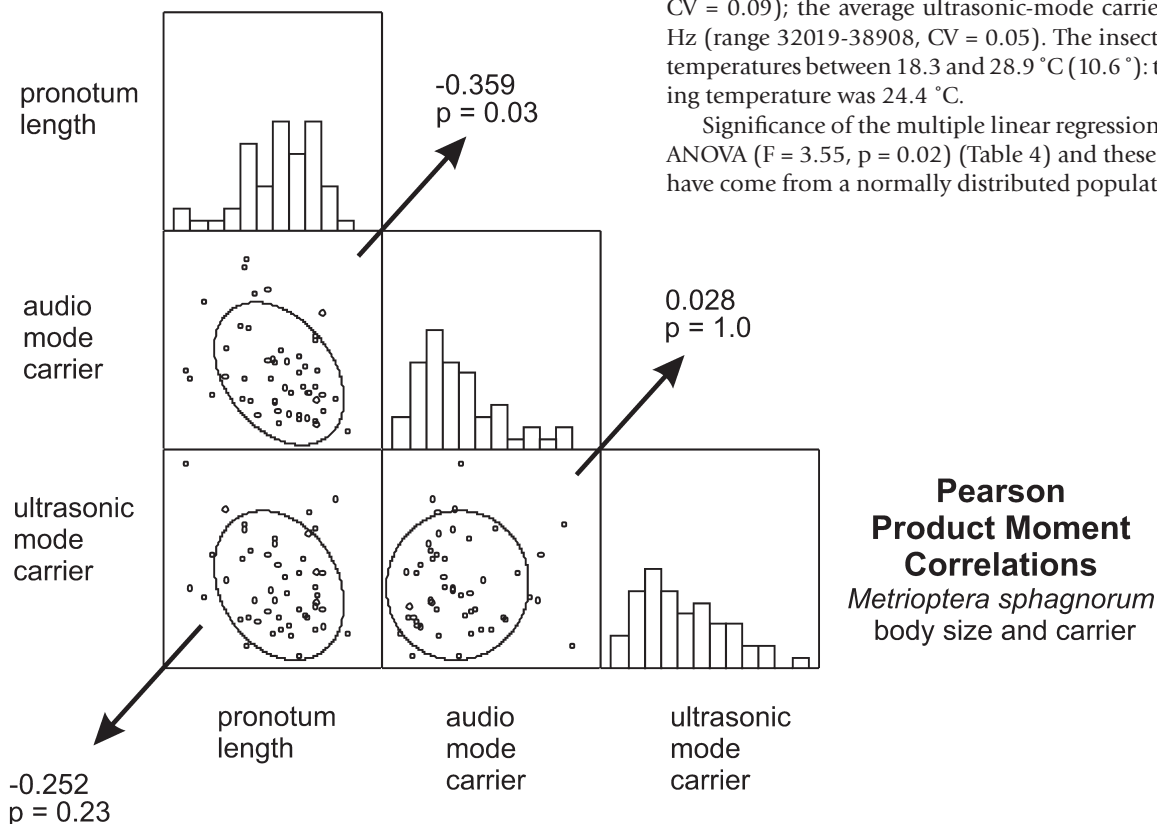 CV = 0.09); the average ultrasonic-mode carrie
Hz (range 32019-38908, CV = 0.05). The insect
temperatures between 18.3 and 28.9 ˚C (10.6 ˚): t
ing temperature was 24.4 ˚C.
Significance of the multiple linear regression
ANOVA (F = 3.55, p = 0.02) (Table 4) and these
have come from a normally distributed populat
pronotum
length
-0.359
p = 0.03
audio
mode
carrier
0.028
p = 1.0
ultrasonic
mode
carrier
Pearson
Product Moment
Correlations
Metrioptera sphagnorum
body size and carrier
pronotum
length
audio
mode
carrier
ultrasonic
mode
carrier
-0.252
p = 0.23